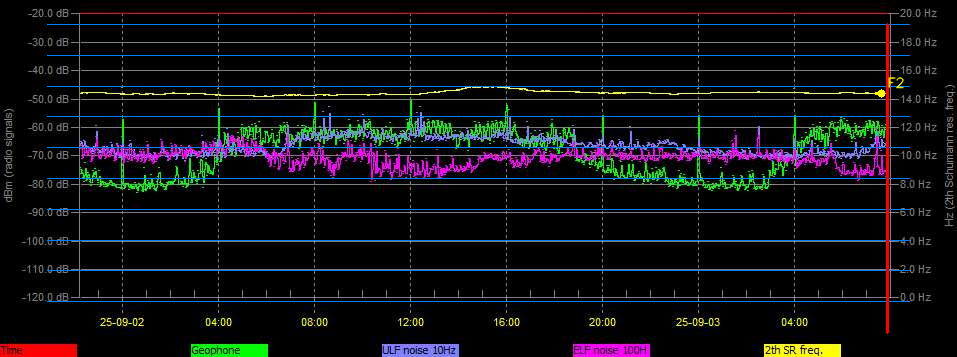 -20.0 dB 20.0 Hz
-30.0 dB 18.0 Hz
-40.0 dB 16.0 Hz
F2
-50.0 dB 14.0 Hz
-60.0 dB 12.0 Hz
-70.0 dB 10.0 Hz
-80.0 dB 8.0 Hz
-90.0 dB 6.0 Hz
-100.0 dB 4.0 Hz
-110.0 dB 2.0 Hz
-120.0 dB 0.0 Hz
dBm (radio signals)
Hz (2th Schumann res. freq.)
25-09-02 04:00 08:00 12:00 16:00 20:00 25-09-03 04:00
Time Geophone ULF noise 10Hz ELF noise 100H 2th SR freq.